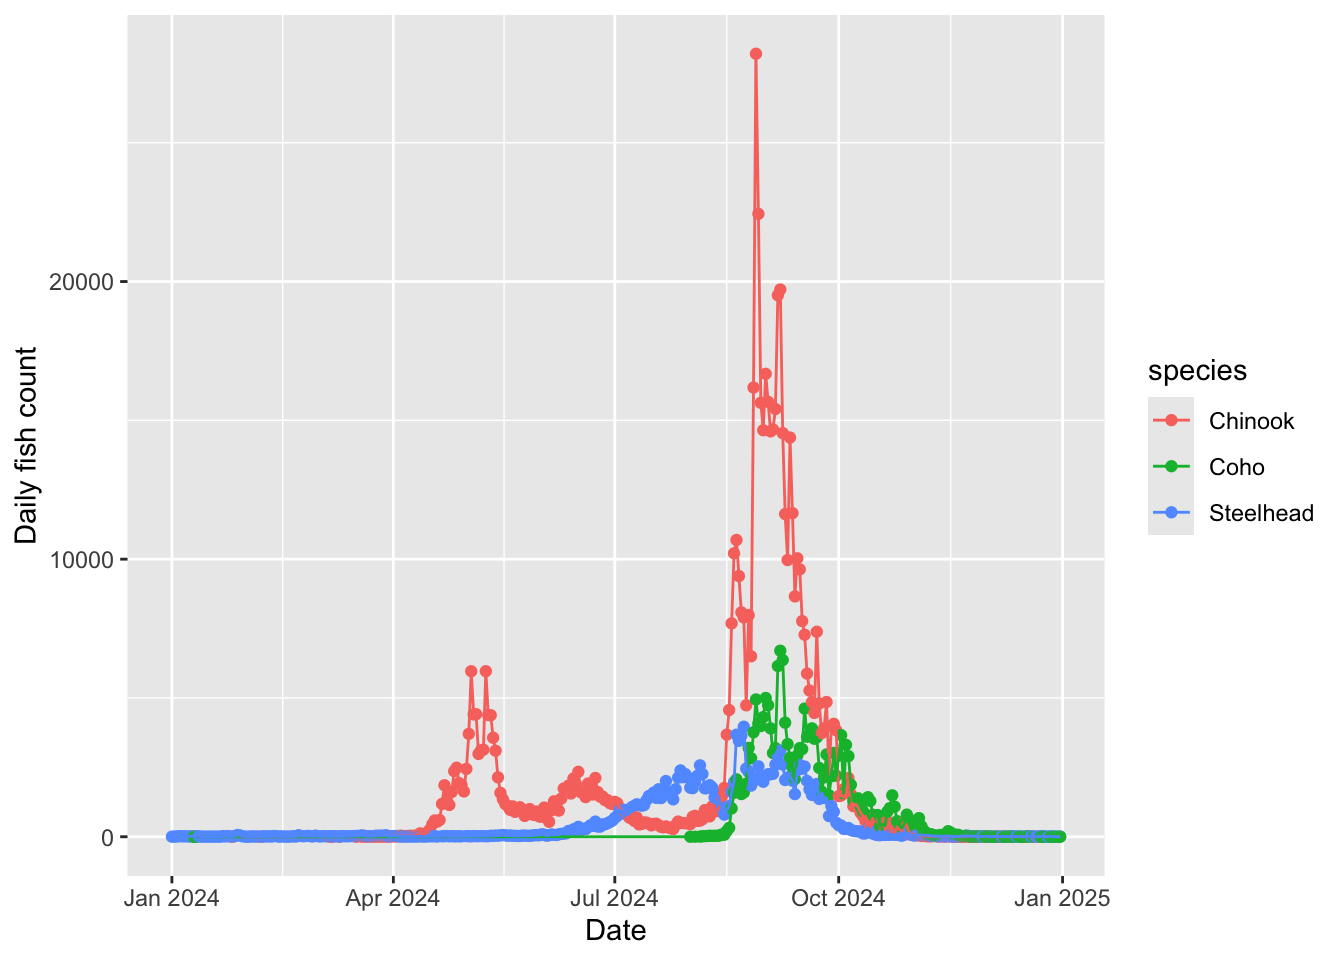 Daily fish count
20000
10000
0
Jan 2024
Apr 2024
Jul 2024
Oct 2024
Jan 2025
Date
species
Chinook
Coho
Steelhead